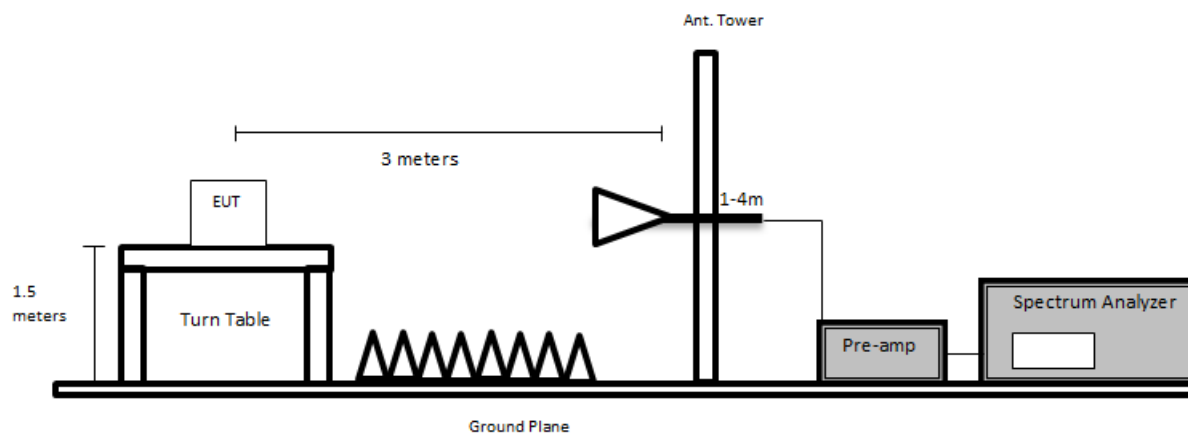 Ant. Tower
3 meters
EUT
1-4m
1.5
meters
Turn Table
Spectrum Analyzer
Pre-amp
Ground Plane